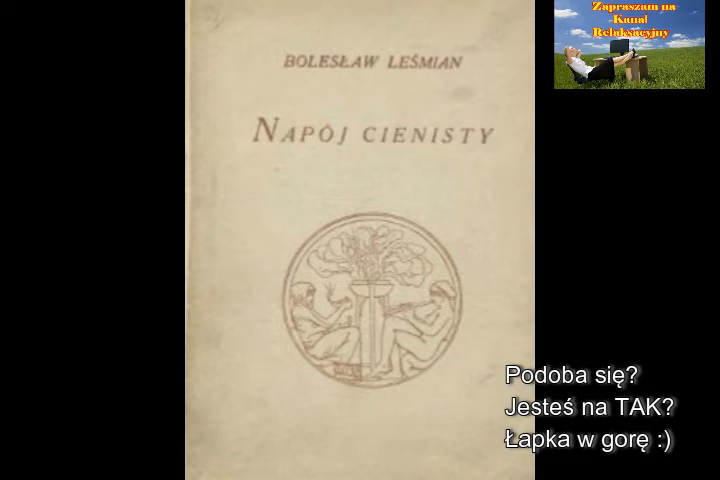 BOLESŁAW LEŚMIAN
NAPÓJ CIENISTY
Zapraszam na
Kanał
Relaksacyjny
Podoba się?
Jesteś na TAK?
Łapka w gorę :)